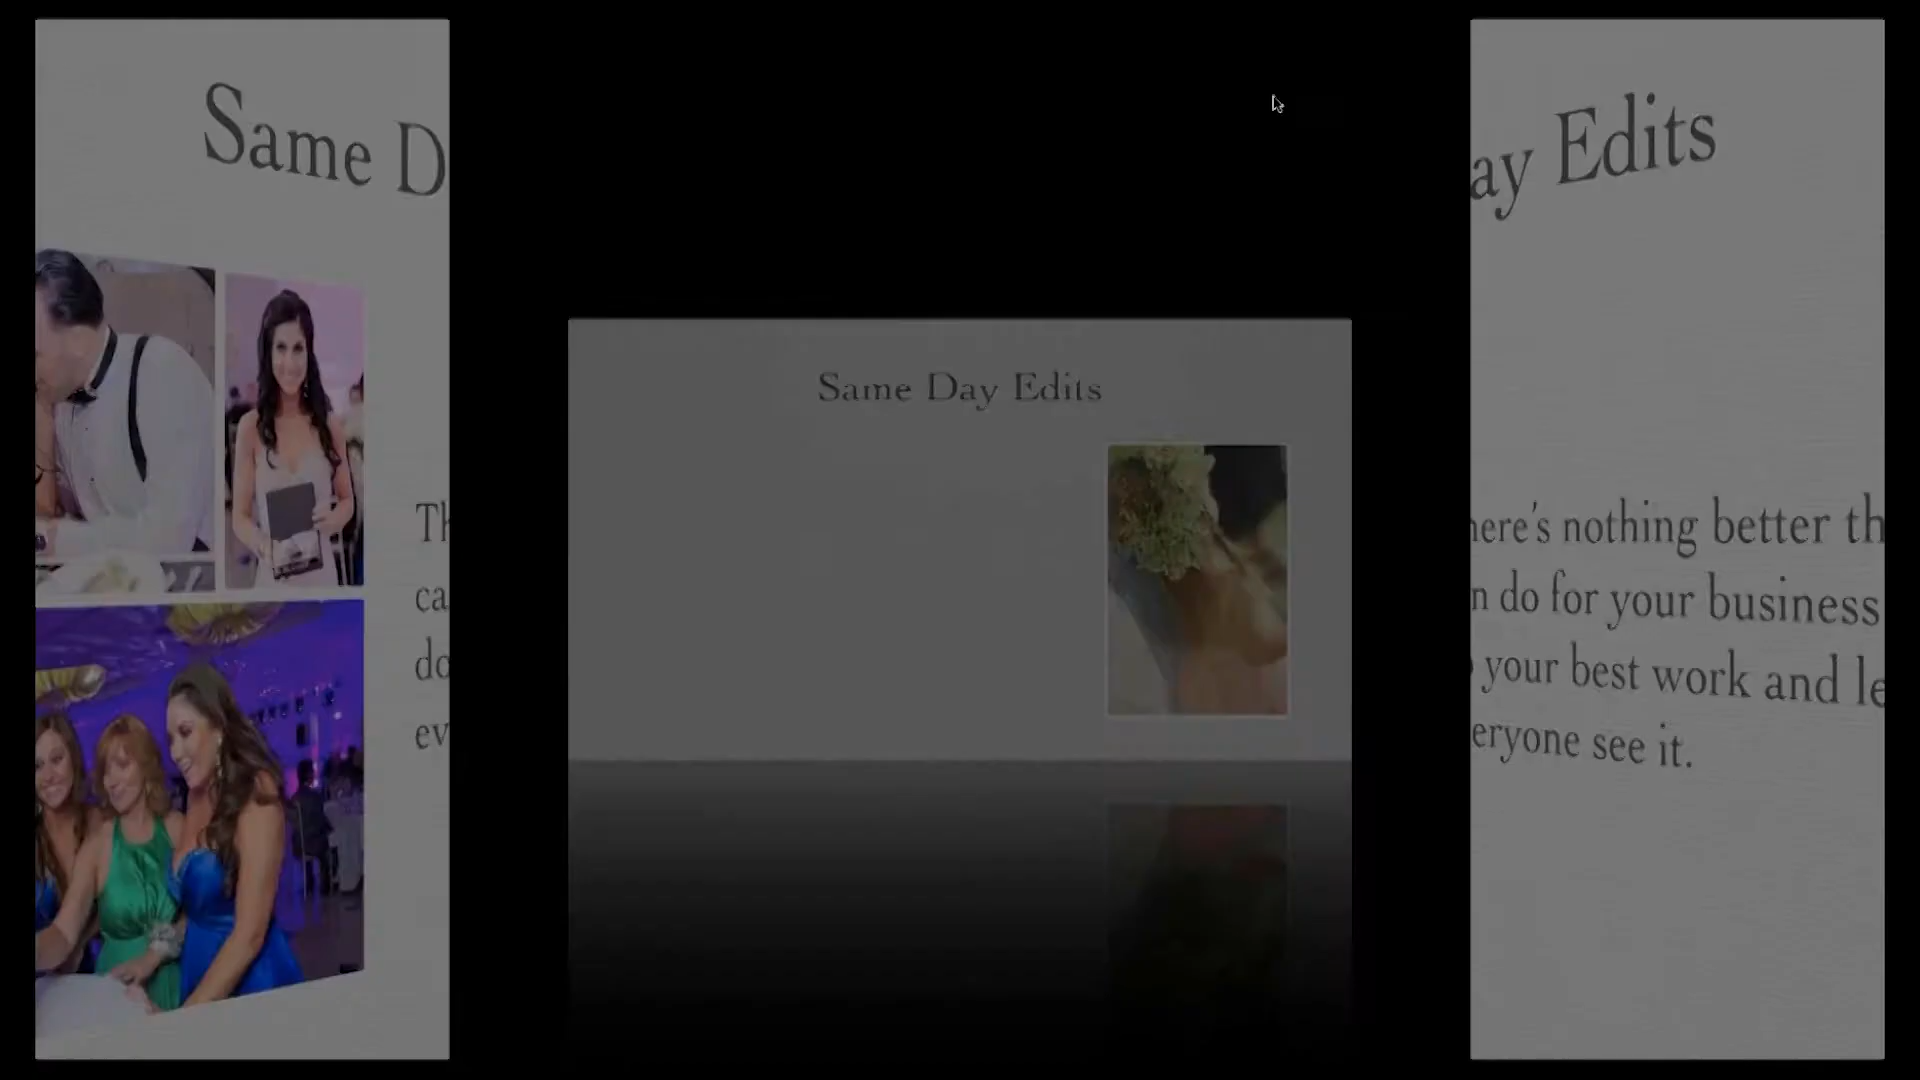 Same D
Th
ca
do
ev
Same Day Edits
ay Edits
here's nothing better th
n do for your business
your best work and le
eryone see it.